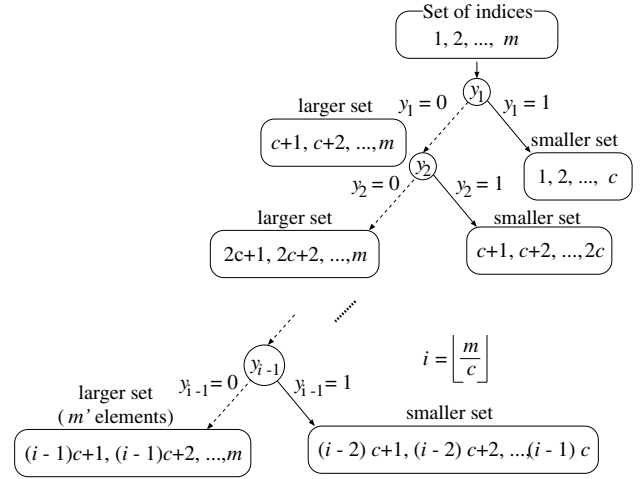 Set of indices
1, 2, ..., m
y1
larger set
y1 = 0
y1 = 1
c+1, c+2, ...,m
smaller set
1, 2, ..., c
y2
y2 = 0
y2 = 1
larger set
smaller set
2c+1, 2c+2, ...,m
c+1, c+2, ...,2c
i = ⌊m/c⌋
yi -1
yi -1= 0
yi -1= 1
larger set
( m’ elements)
smaller set
(i - 1)c+1, (i - 1)c+2, ...,m
(i - 2) c+1, (i - 2) c+2, ...,(i - 1) c